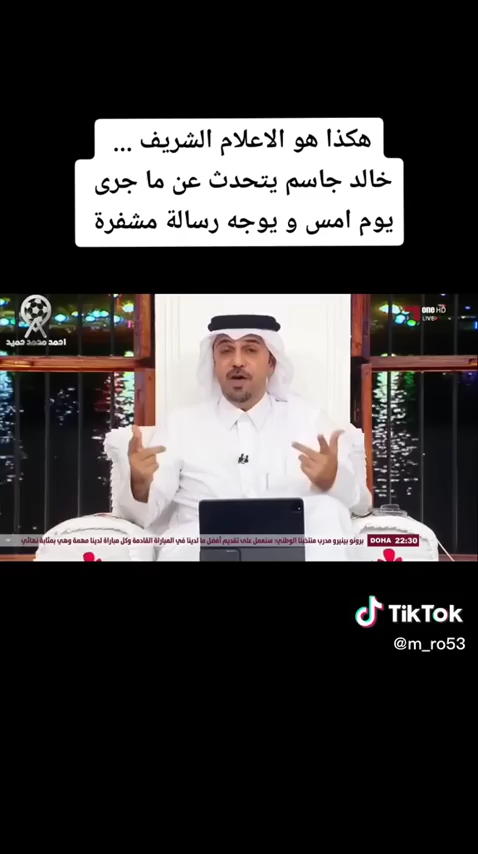 هكذا هو الاعلام الشريف ...
خالد جاسم يتحدث عن ما جرى
يوم امس و يوجه رسالة مشفرة
one HD
LIVE
احمد محمد حميد
DOHA 22:30
برونو بينيرو مدرب منتخبنا الوطني: سنعمل على تقديم أفضل ما لدينا في المباراة القادمة وكل مباراة لدينا مهمة وهي بمثابة نهائي
TikTok
@m_ro53